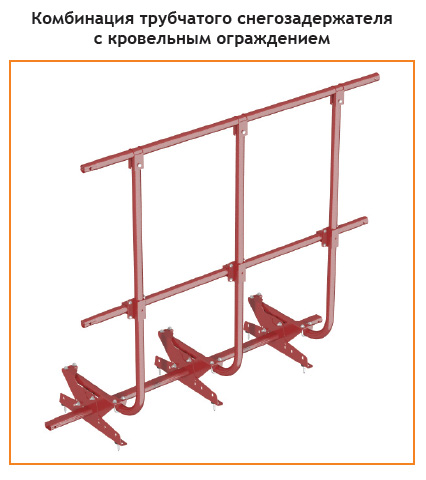 Комбинация трубчатого снегозадержателя
с кровельным ограждением